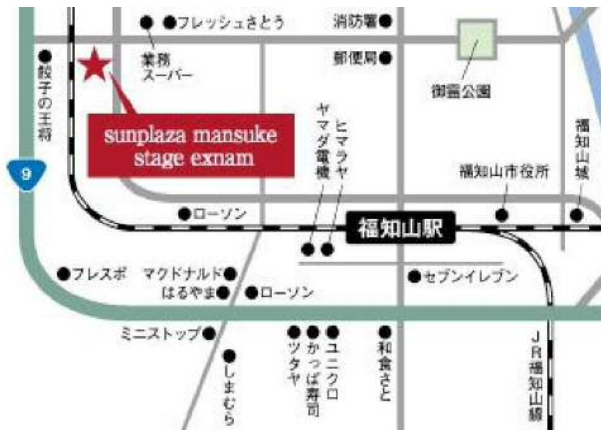 フレッシュさとう
業務
スーパー
消防署
郵便局
御霊公園
餃子の王将
sunplaza mansuke
stage exnam
9
ヤマダ電機
ヒマラヤ
福知山市役所
福知山城
ローソン
福知山駅
フレスポ
マクドナルド
はるやま
ローソン
セブンイレブン
ミニストップ
しまむら
ツタヤ
かっぱ寿司
ユニクロ
和食さと
JR福知山線